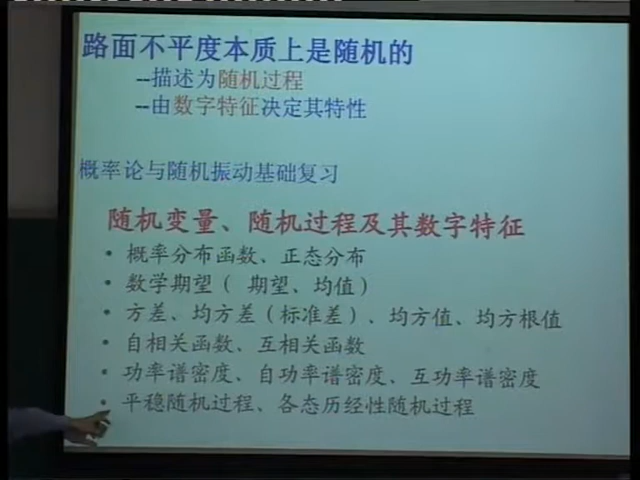 路面不平度本质上是随机的
--描述为随机过程
--由数字特征决定其特性
概率论与随机振动基础复习
随机变量、随机过程及其数字特征
• 概率分布函数、正态分布
• 数学期望（ 期望、均值）
• 方差、均方差（标准差）、均方值、均方根值
• 自相关函数、互相关函数
• 功率谱密度、自功率谱密度、互功率谱密度
• 平稳随机过程、各态历经性随机过程